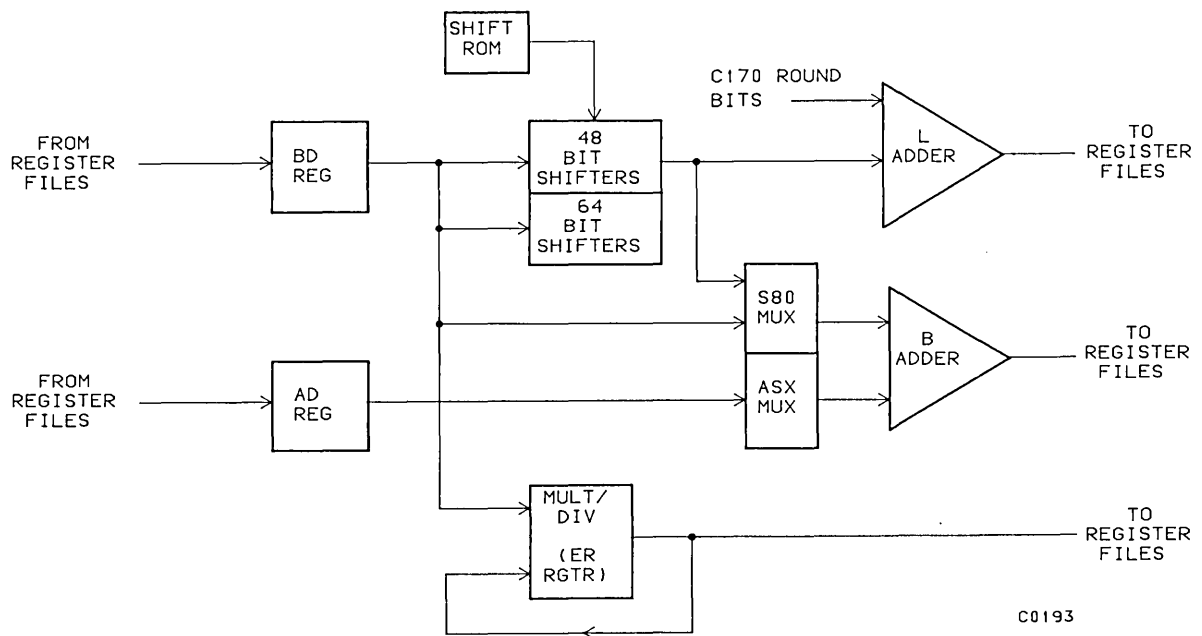 SHIFT
ROM
C170 ROUND
BITS
FROM
REGISTER
FILES
BD
REG
48
BIT
SHIFTERS
64
BIT
SHIFTERS
L
ADDER
TO
REGISTER
FILES
S80
MUX
B
ADDER
TO
REGISTER
FILES
FROM
REGISTER
FILES
AD
REG
ASX
MUX
MULT/
DIV
(ER
RGTR)
TO
REGISTER
FILES
C0193